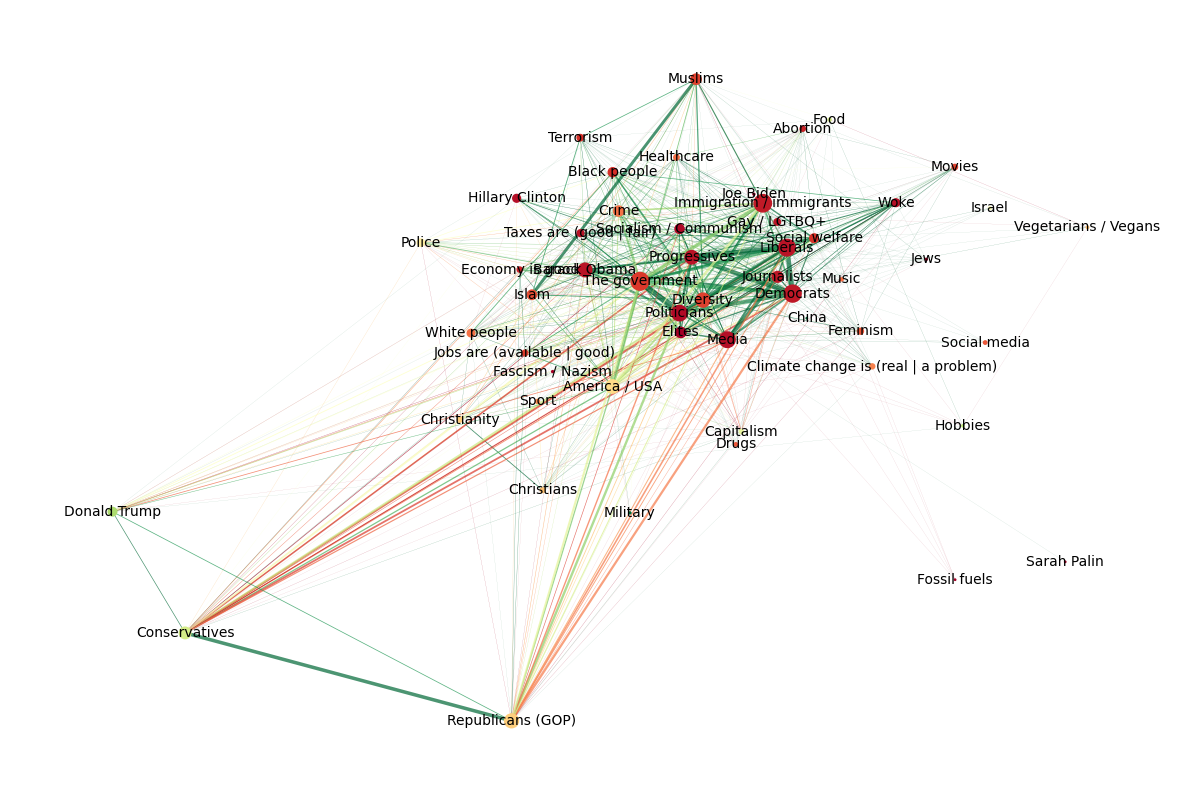 Muslims
Food
Abortion
Terrorism
Healthcare
Movies
Black people
Joe Biden
Hillary Clinton
Immigration / immigrants
Woke
Israel
Crime
Gay / LGTBQ+
Vegetarians / Vegans
Socialism / Communism
Taxes are (good | fair)
Social welfare
Police
Liberals
Progressives
Jews
Economy is good
Barack Obama
Journalists
Music
The government
Islam
Democrats
Diversity
Politicians
China
White people
Elites
Feminism
Media
Social media
Jobs are (available | good)
Climate change is (real | a problem)
Fascism / Nazism
America / USA
Sport
Christianity
Hobbies
Capitalism
Drugs
Christians
Donald Trump
Military
Sarah Palin
Fossil fuels
Conservatives
Republicans (GOP)